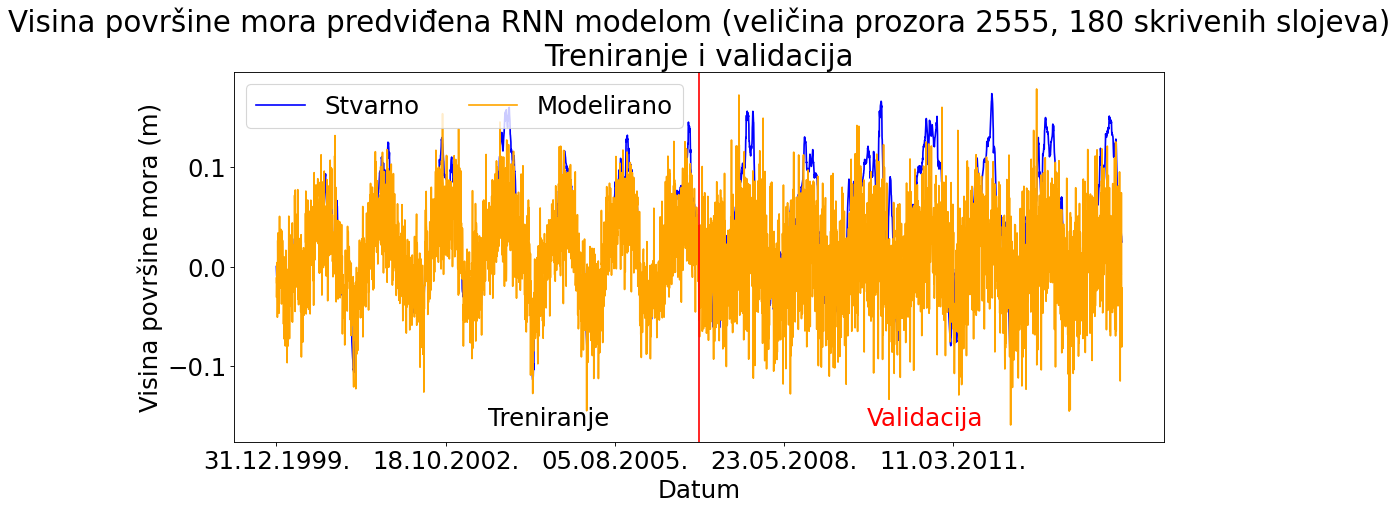 Visina površine mora predviđena RNN modelom (veličina prozora 2555, 180 skrivenih slojeva)
Treniranje i validacija
Stvarno
Modelirano
Visina površine mora (m)
0.1
0.0
−0.1
Treniranje
Validacija
31.12.1999.
18.10.2002.
05.08.2005.
23.05.2008.
11.03.2011.
Datum